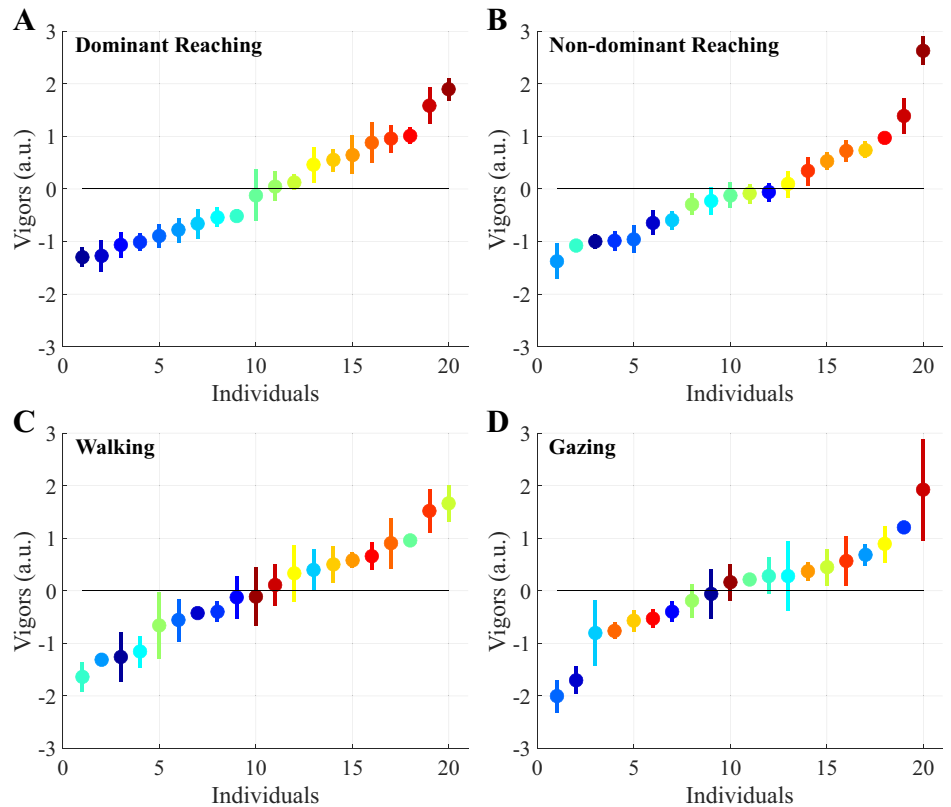 A
Dominant Reaching
Vigors (a.u.)
3
2
1
0
-1
-2
-3
0 5 10 15 20
Individuals
B
Non-dominant Reaching
Vigors (a.u.)
3
2
1
0
-1
-2
-3
0 5 10 15 20
Individuals
C
Walking
Vigors (a.u.)
3
2
1
0
-1
-2
-3
0 5 10 15 20
Individuals
D
Gazing
Vigors (a.u.)
3
2
1
0
-1
-2
-3
0 5 10 15 20
Individuals